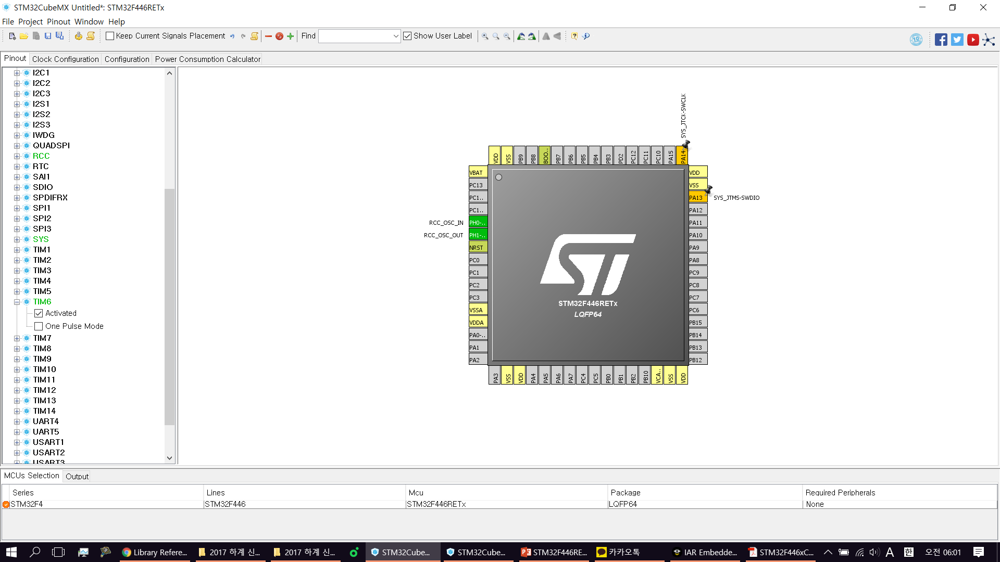 STM32CubeMX Untitled*: STM32F446RETx
File Project Pinout Window Help
Keep Current Signals Placement Find Show User Label
Pinout Clock Configuration Configuration Power Consumption Calculator
I2C1
I2C2
I2C3
I2S1
I2S2
I2S3
IWDG
QUADSPI
RCC
RTC
SAI1
SDIO
SPDIFRX
SPI1
SPI2
SPI3
SYS
TIM1
TIM2
TIM3
TIM4
TIM5
TIM6
Activated
One Pulse Mode
TIM7
TIM8
TIM9
TIM10
TIM11
TIM12
TIM13
TIM14
UART4
UART5
USART1
USART2
USART3
SYS_JTCK-SWCLK
VDD VSS PB9 PB8 BOO.. PB7 PB6 PB5 PB4 PB3 PD2 PC12 PC11 PC10 PA15 PA14
VBAT
PC13
PC1..
PC1..
RCC_OSC_IN PH0-..
RCC_OSC_OUT PH1-..
NRST
PC0
PC1
PC2
PC3
VSSA
VDDA
PA0-..
PA1
PA2
STM32F446RETx
LQFP64
VDD
VSS
PA13 SYS_JTMS-SWDIO
PA12
PA11
PA10
PA9
PA8
PC9
PC8
PC7
PC6
PB15
PB14
PB13
PB12
PA3 VSS VDD PA4 PA5 PA6 PA7 PC4 PC5 PB0 PB1 PB2 PB10 VCA.. VSS VDD
MCUs Selection Output
Series Lines Mcu Package Required Peripherals
STM32F4 STM32F446 STM32F446RETx LQFP64 None
Library Refere... 2017 하계 신... 2017 하계 신... STM32Cube... STM32Cube... STM32F446RE... 카카오톡 IAR Embedde... STM32F446xC... A 한 오전 06:01